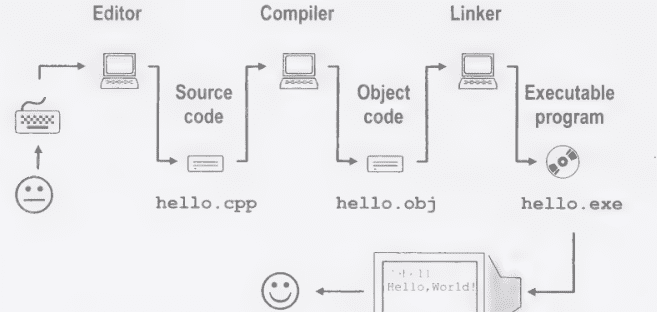 Editor
Compiler
Linker
Source
code
Object
code
Executable
program
hello.cpp
hello.obj
hello.exe
Hello,World!